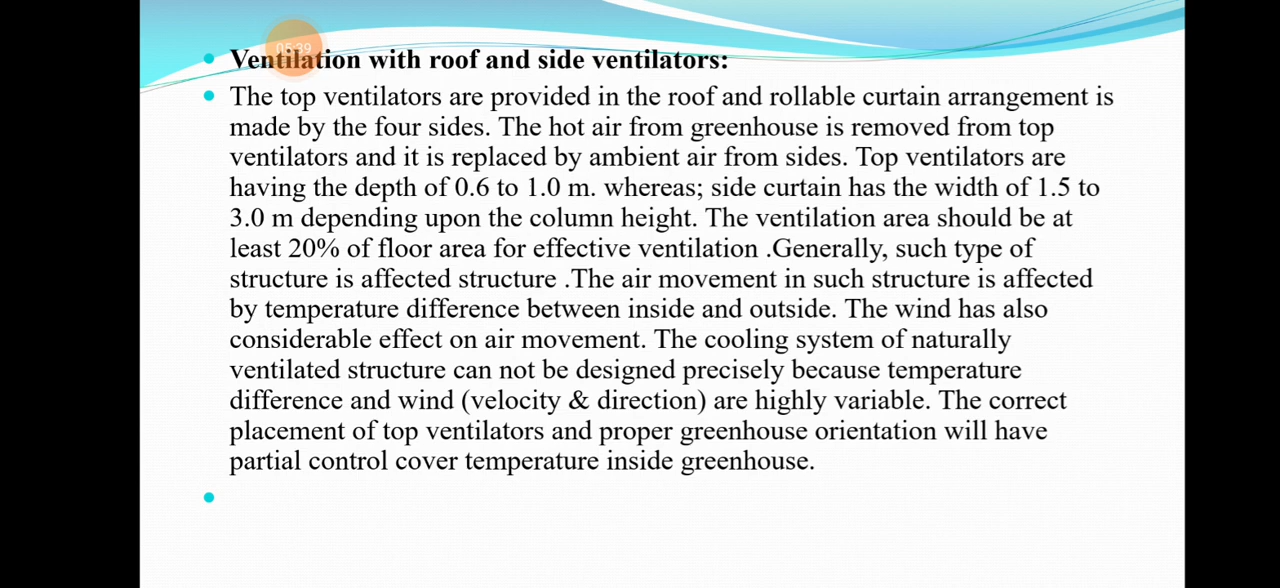 05:39
Ventilation with roof and side ventilators:
The top ventilators are provided in the roof and rollable curtain arrangement is
made by the four sides. The hot air from greenhouse is removed from top
ventilators and it is replaced by ambient air from sides. Top ventilators are
having the depth of 0.6 to 1.0 m. whereas; side curtain has the width of 1.5 to
3.0 m depending upon the column height. The ventilation area should be at
least 20% of floor area for effective ventilation .Generally, such type of
structure is affected structure .The air movement in such structure is affected
by temperature difference between inside and outside. The wind has also
considerable effect on air movement. The cooling system of naturally
ventilated structure can not be designed precisely because temperature
difference and wind (velocity & direction) are highly variable. The correct
placement of top ventilators and proper greenhouse orientation will have
partial control cover temperature inside greenhouse.